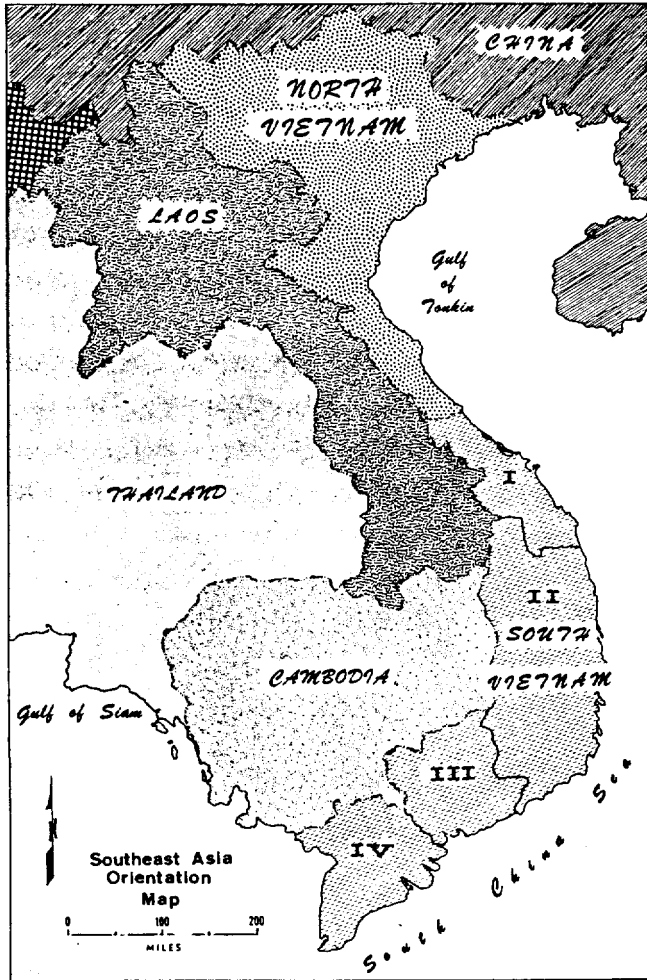 CHINA
NORTH
VIETNAM
LAOS
Gulf
of
Tonkin
I
THAILAND
II
SOUTH
CAMBODIA
VIETNAM
Gulf of Siam
III
South China Sea
IV
N
Southeast Asia
Orientation
Map
0 100 200
MILES